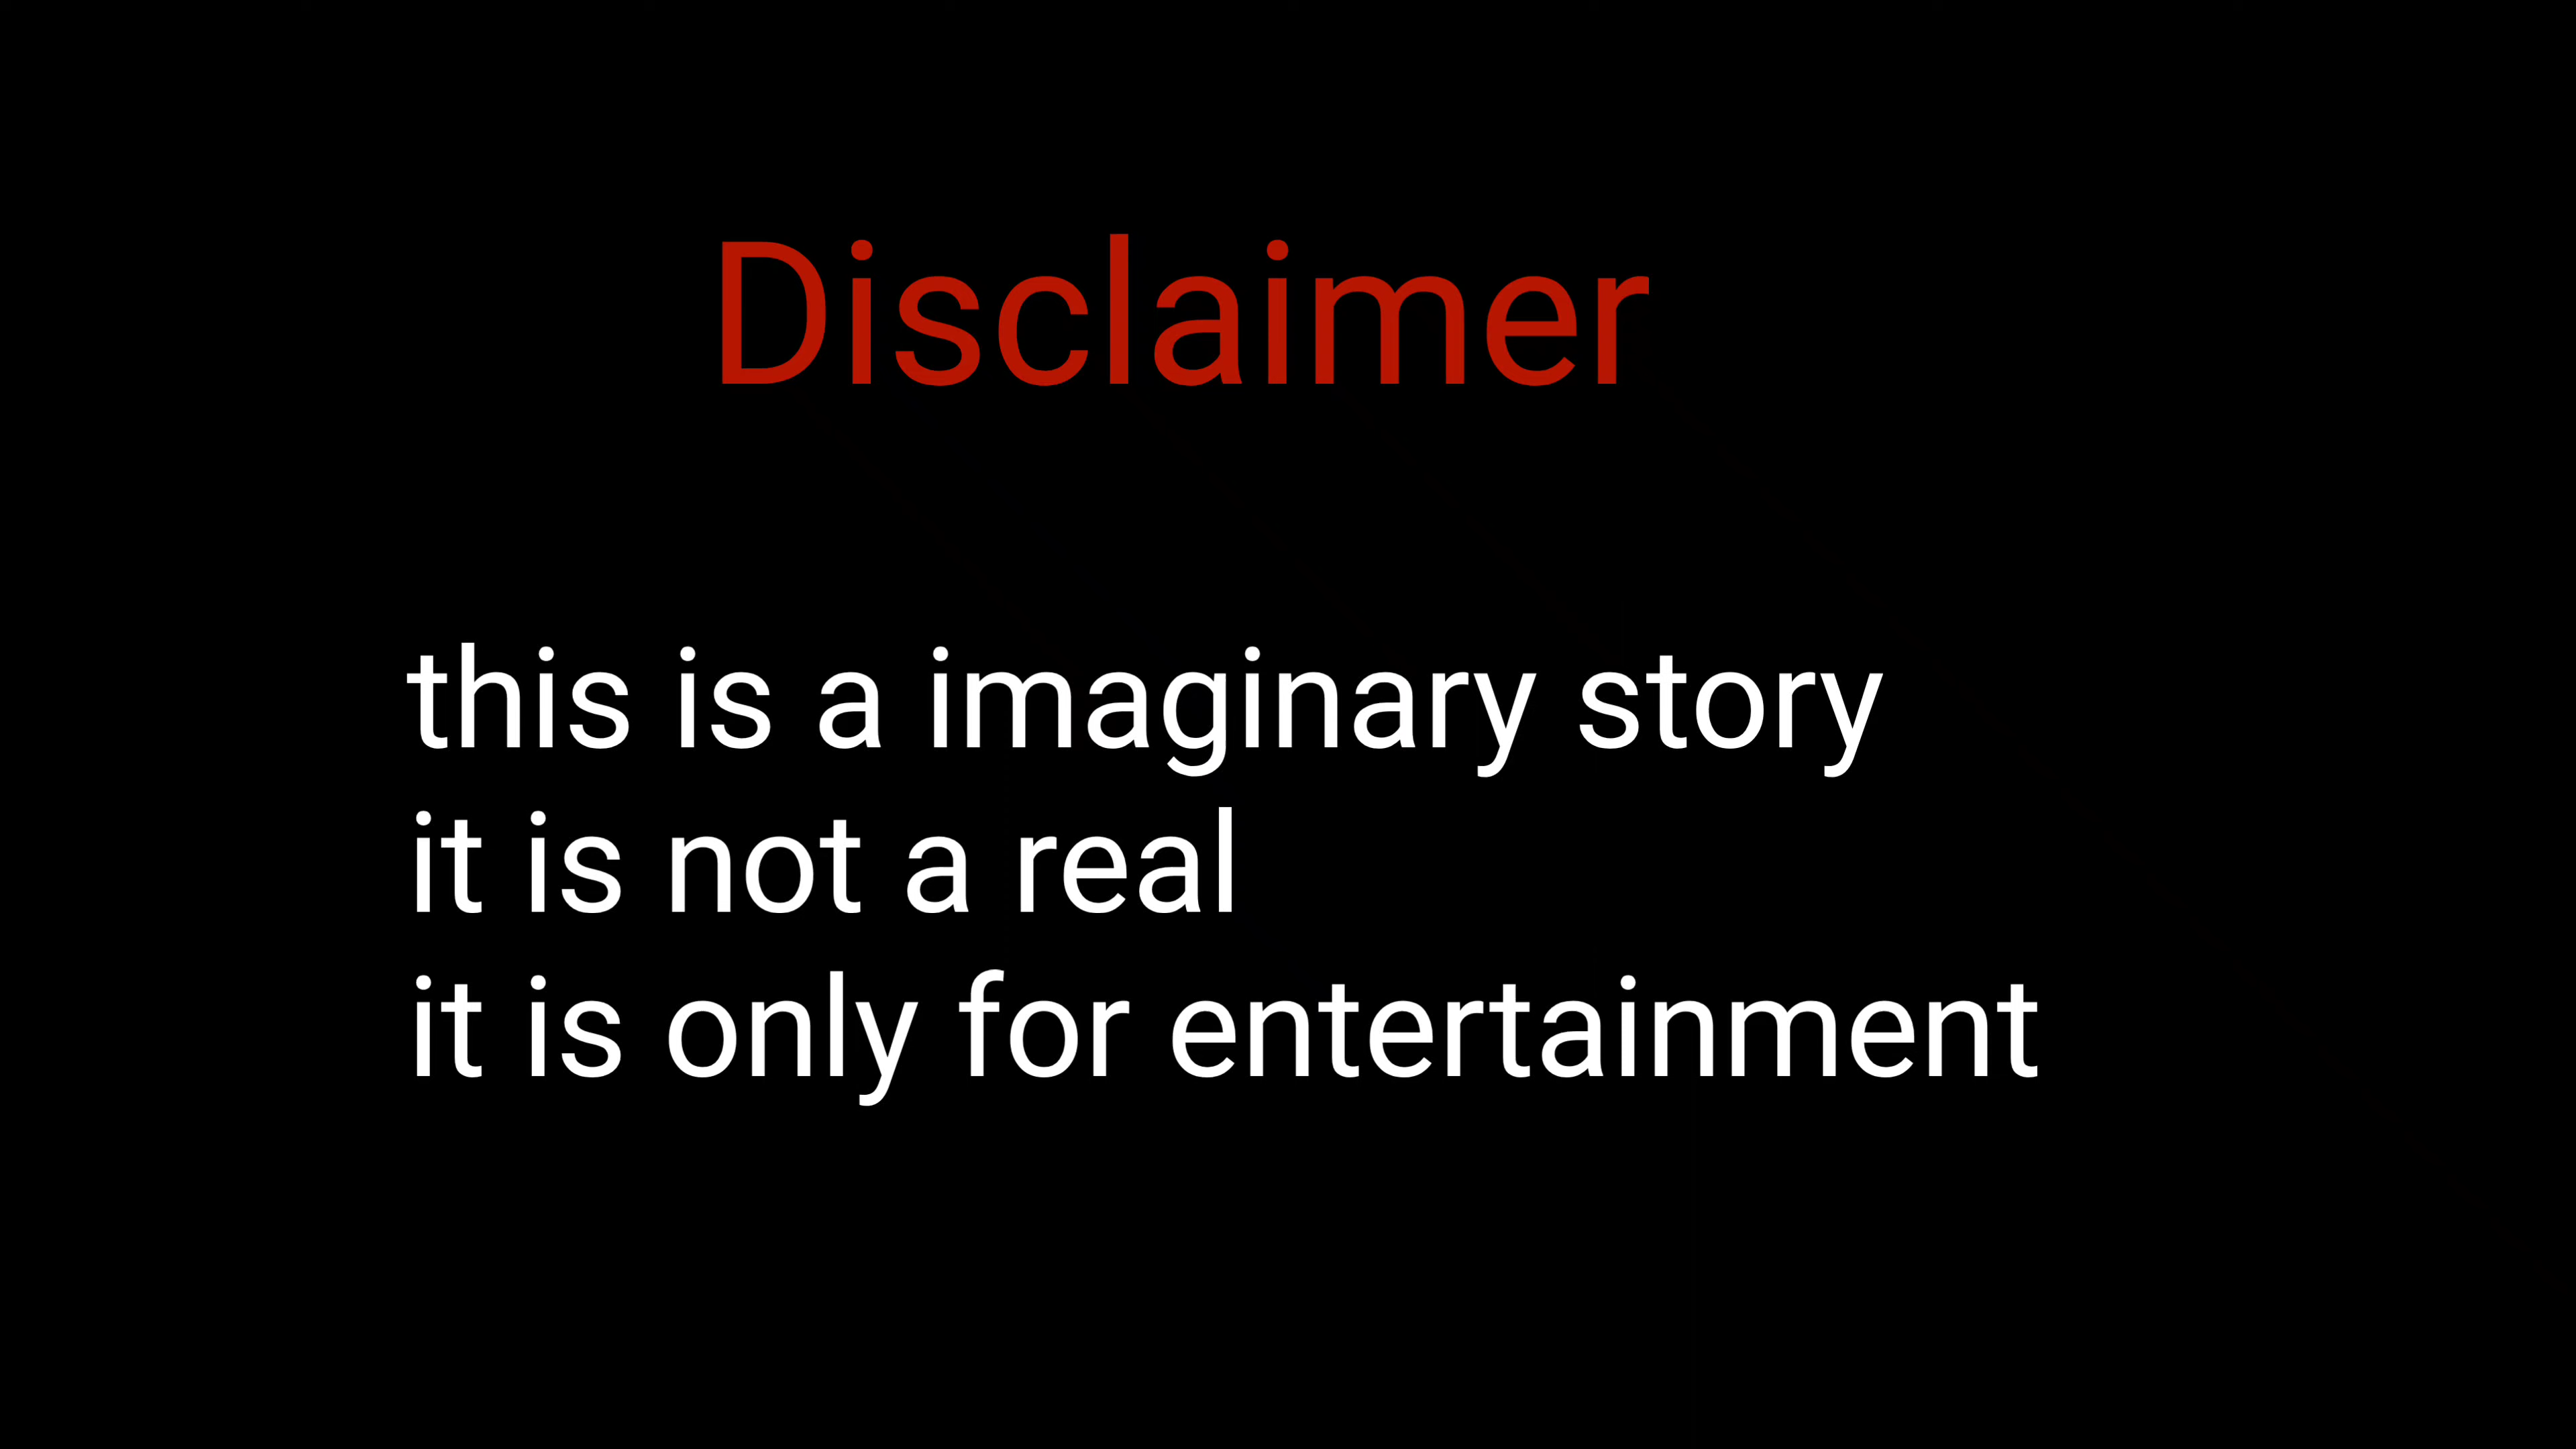 Disclaimer
this is a imaginary story
it is not a real
it is only for entertainment